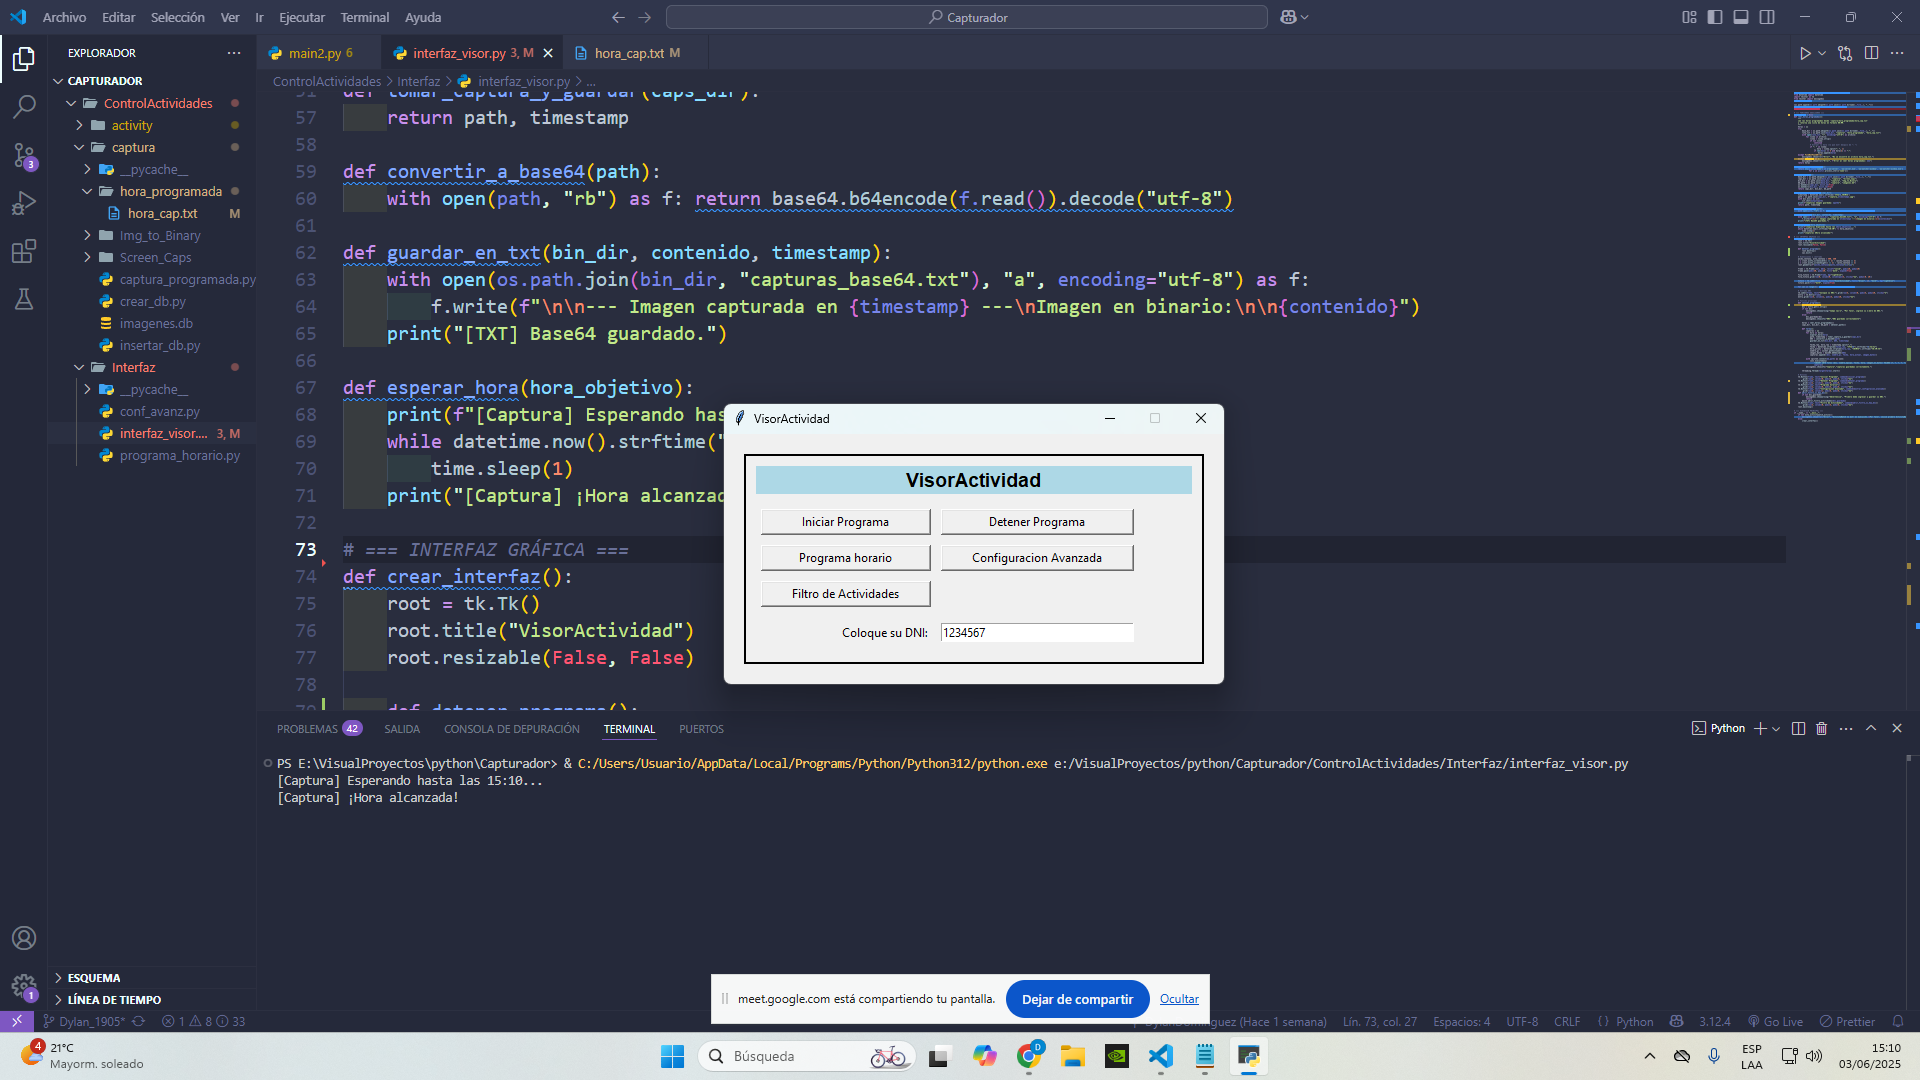 Archivo Editar Selección Ver Ir Ejecutar Terminal Ayuda
Capturador
EXPLORADOR
main2.py 6
interfaz_visor.py 3, M
hora_cap.txt M
CAPTURADOR
ControlActividades
activity
captura
__pycache__
hora_programada
hora_cap.txt M
Img_to_Binary
Screen_Caps
captura_programada.py
crear_db.py
imagenes.db
insertar_db.py
Interfaz
__pycache__
conf_avanz.py
interfaz_visor.... 3, M
programa_horario.py
ESQUEMA
LÍNEA DE TIEMPO
3
1
ControlActividades > Interfaz > interfaz_visor.py > ...
def tomar_captura_y_guardar(caps_dir):
57 return path, timestamp
58
59 def convertir_a_base64(path):
60 with open(path, "rb") as f: return base64.b64encode(f.read()).decode("utf-8")
61
62 def guardar_en_txt(bin_dir, contenido, timestamp):
63 with open(os.path.join(bin_dir, "capturas_base64.txt"), "a", encoding="utf-8") as f:
64 f.write(f"\n\n--- Imagen capturada en {timestamp} ---\nImagen en binario:\n\n{contenido}")
65 print("[TXT] Base64 guardado.")
66
67 def esperar_hora(hora_objetivo):
68 print(f"[Captura] Esperando has
69 while datetime.now().strftime("
70 time.sleep(1)
71 print("[Captura] ¡Hora alcanzad
72
73 # === INTERFAZ GRÁFICA ===
74 def crear_interfaz():
75 root = tk.Tk()
76 root.title("VisorActividad")
77 root.resizable(False, False)
78
def detener_programa():
VisorActividad
VisorActividad
Iniciar Programa
Detener Programa
Programa horario
Configuracion Avanzada
Filtro de Actividades
Coloque su DNI: 1234567
PROBLEMAS 42 SALIDA CONSOLA DE DEPURACIÓN TERMINAL PUERTOS
Python
PS E:\VisualProyectos\python\Capturador> & C:/Users/Usuario/AppData/Local/Programs/Python/Python312/python.exe e:/VisualProyectos/python/Capturador/ControlActividades/Interfaz/interfaz_visor.py
[Captura] Esperando hasta las 15:10...
[Captura] ¡Hora alcanzada!
meet.google.com está compartiendo tu pantalla.
Dejar de compartir
Ocultar
Dylan_1905* 1 8 33
(Hace 1 semana) Lín. 73, col. 27 Espacios: 4 UTF-8 CRLF { } Python 3.12.4 Go Live Prettier
4
21°C
Mayorm. soleado
Búsqueda
D
ESP
LAA
15:10
03/06/2025